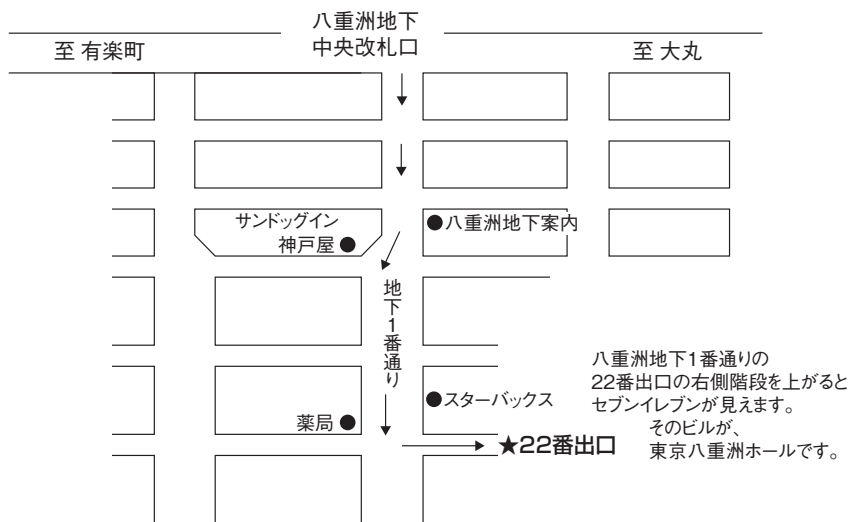 八重洲地下
中央改札口
至 有楽町
至 大丸
サンドッグイン
神戸屋
八重洲地下案内
地下1番通り
スターバックス
薬局
★22番出口
八重洲地下1番通りの
22番出口の右側階段を上がると
セブンイレブンが見えます。
そのビルが、
東京八重洲ホールです。